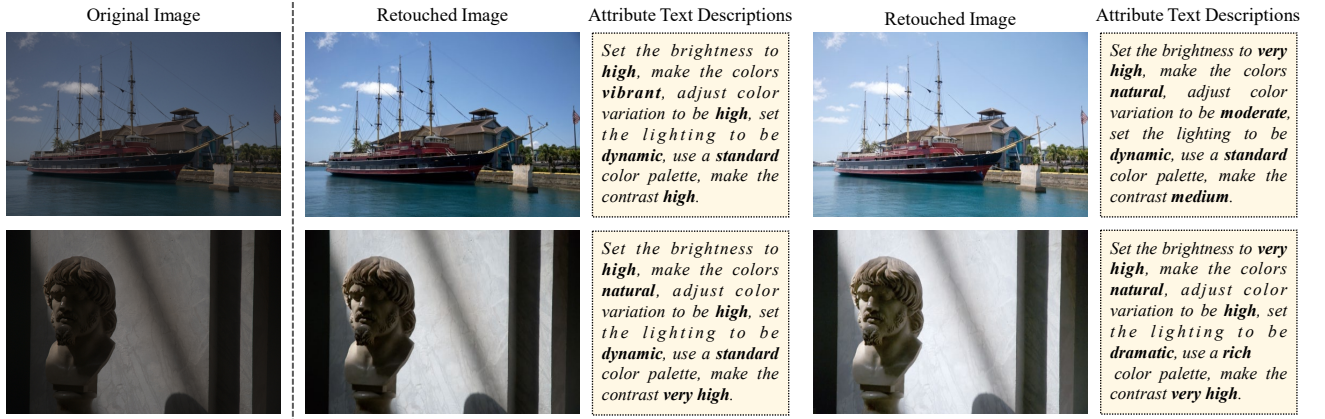 Original Image
Retouched Image
Attribute Text Descriptions
Retouched Image
Attribute Text Descriptions
Set the brightness to
high, make the colors
vibrant, adjust color
variation to be high, set
the lighting to be
dynamic, use a standard
color palette, make the
contrast high.
Set the brightness to very
high, make the colors
natural, adjust color
variation to be moderate,
set the lighting to be
dynamic, use a standard
color palette, make the
contrast medium.
Set the brightness to
high, make the colors
natural, adjust color
variation to be high, set
the lighting to be
dynamic, use a standard
color palette, make the
contrast very high.
Set the brightness to very
high, make the colors
natural, adjust color
variation to be high, set
the lighting to be
dramatic, use a rich
color palette, make the
contrast very high.